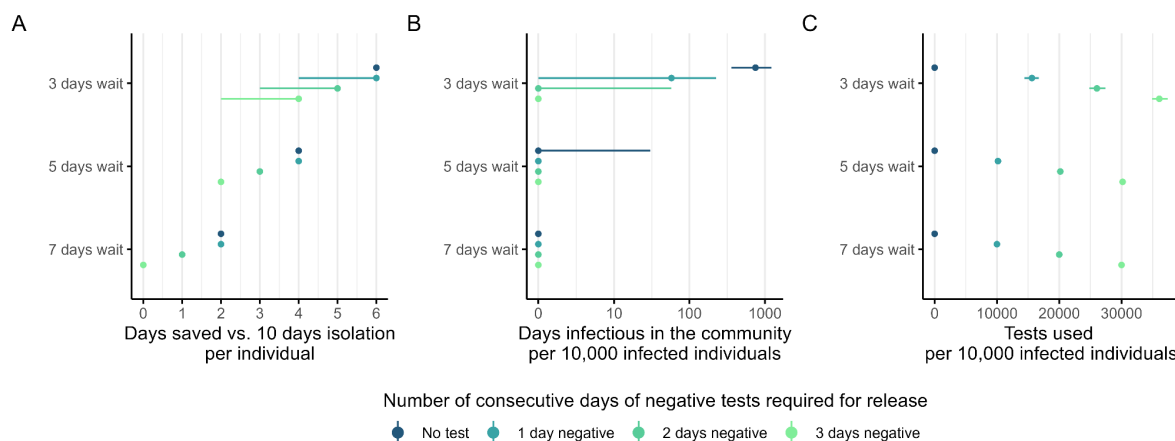 A
3 days wait
5 days wait
7 days wait
0 1 2 3 4 5 6
Days saved vs. 10 days isolation
per individual
B
3 days wait
5 days wait
7 days wait
0 10 100 1000
Days infectious in the community
per 10,000 infected individuals
C
3 days wait
5 days wait
7 days wait
0 10000 20000 30000
Tests used
per 10,000 infected individuals
Number of consecutive days of negative tests required for release
No test 1 day negative 2 days negative 3 days negative